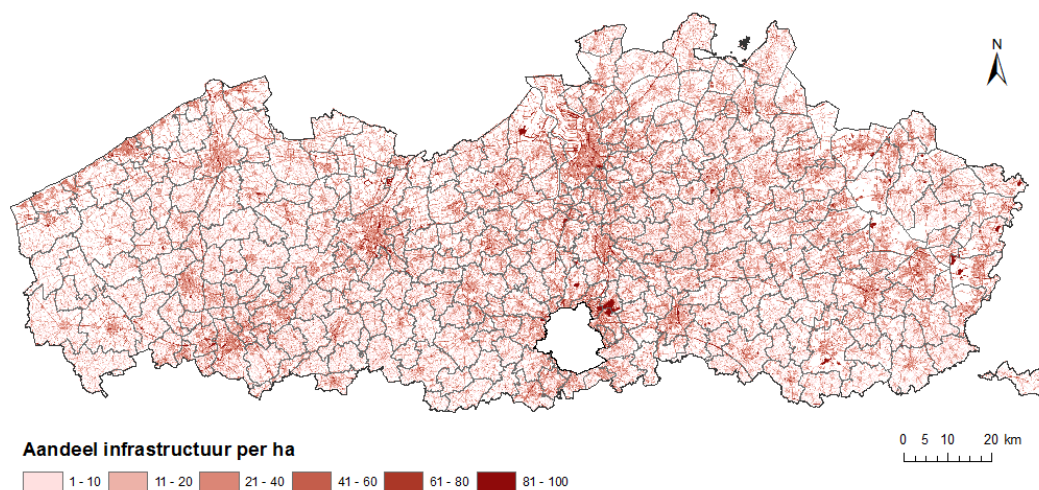 N
Aandeel infrastructuur per ha
0 5 10 20 km
1 - 10 11 - 20 21 - 40 41 - 60 61 - 80 81 - 100